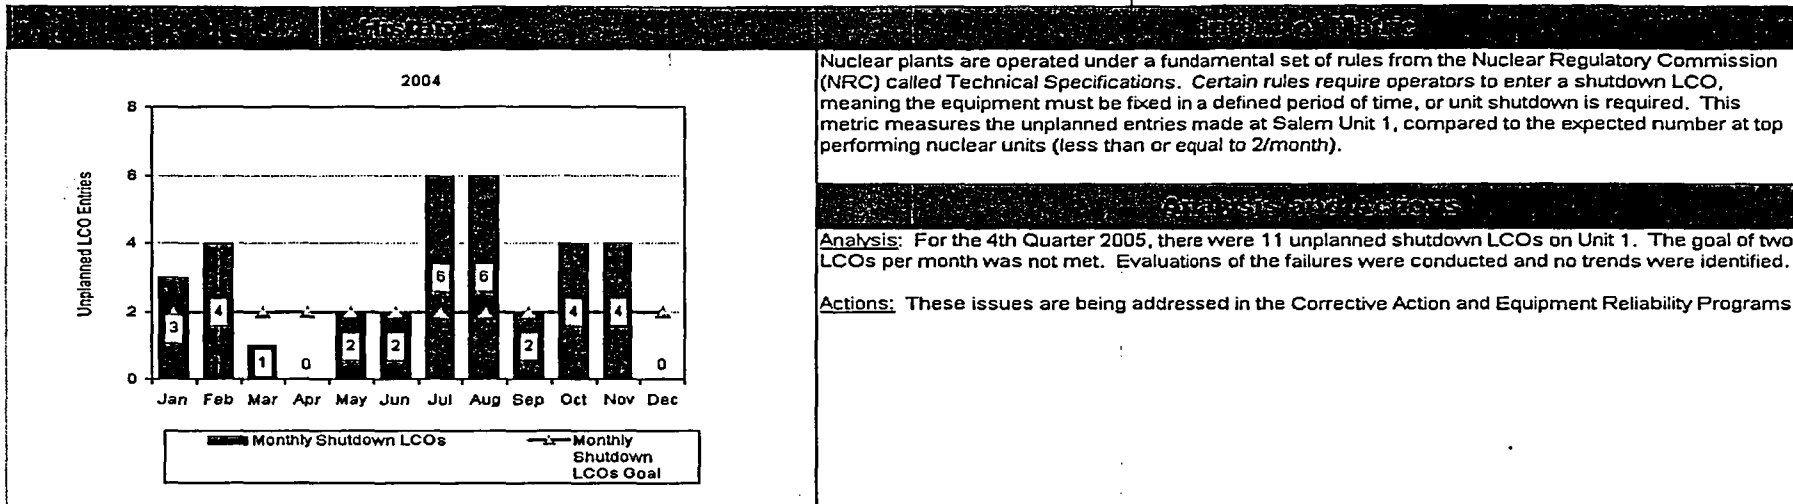 History
2004
8
6
4
2
0
Unplanned LCO Entries
3
4
1
0
2
2
6
6
2
4
4
0
Jan Feb Mar Apr May Jun Jul Aug Sep Oct Nov Dec
Monthly Shutdown LCOs
Monthly
Shutdown
LCOs Goal
Nuclear plants are operated under a fundamental set of rules from the Nuclear Regulatory Commission
(NRC) called Technical Specifications. Certain rules require operators to enter a shutdown LCO,
meaning the equipment must be fixed in a defined period of time, or unit shutdown is required. This
metric measures the unplanned entries made at Salem Unit 1, compared to the expected number at top
performing nuclear units (less than or equal to 2/month).
Analysis and Actions
Analysis: For the 4th Quarter 2005, there were 11 unplanned shutdown LCOs on Unit 1. The goal of two
LCOs per month was not met. Evaluations of the failures were conducted and no trends were identified.
Actions: These issues are being addressed in the Corrective Action and Equipment Reliability Programs